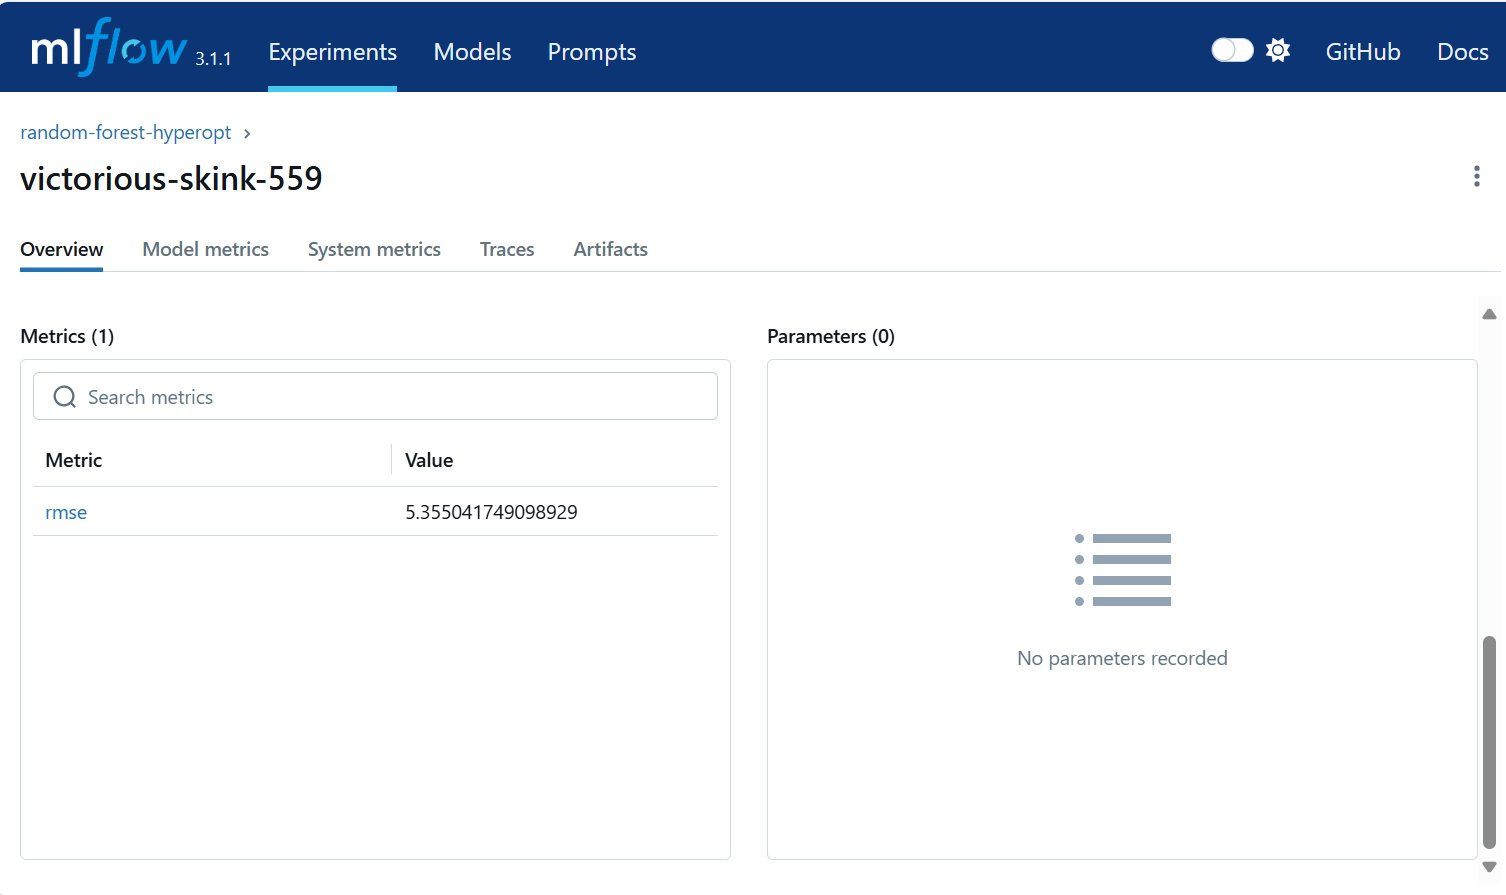 mlflow 3.1.1 Experiments Models Prompts GitHub Docs
random-forest-hyperopt
victorious-skink-559
Overview Model metrics System metrics Traces Artifacts
Metrics (1)
Search metrics
Metric Value
rmse 5.355041749098929
Parameters (0)
No parameters recorded